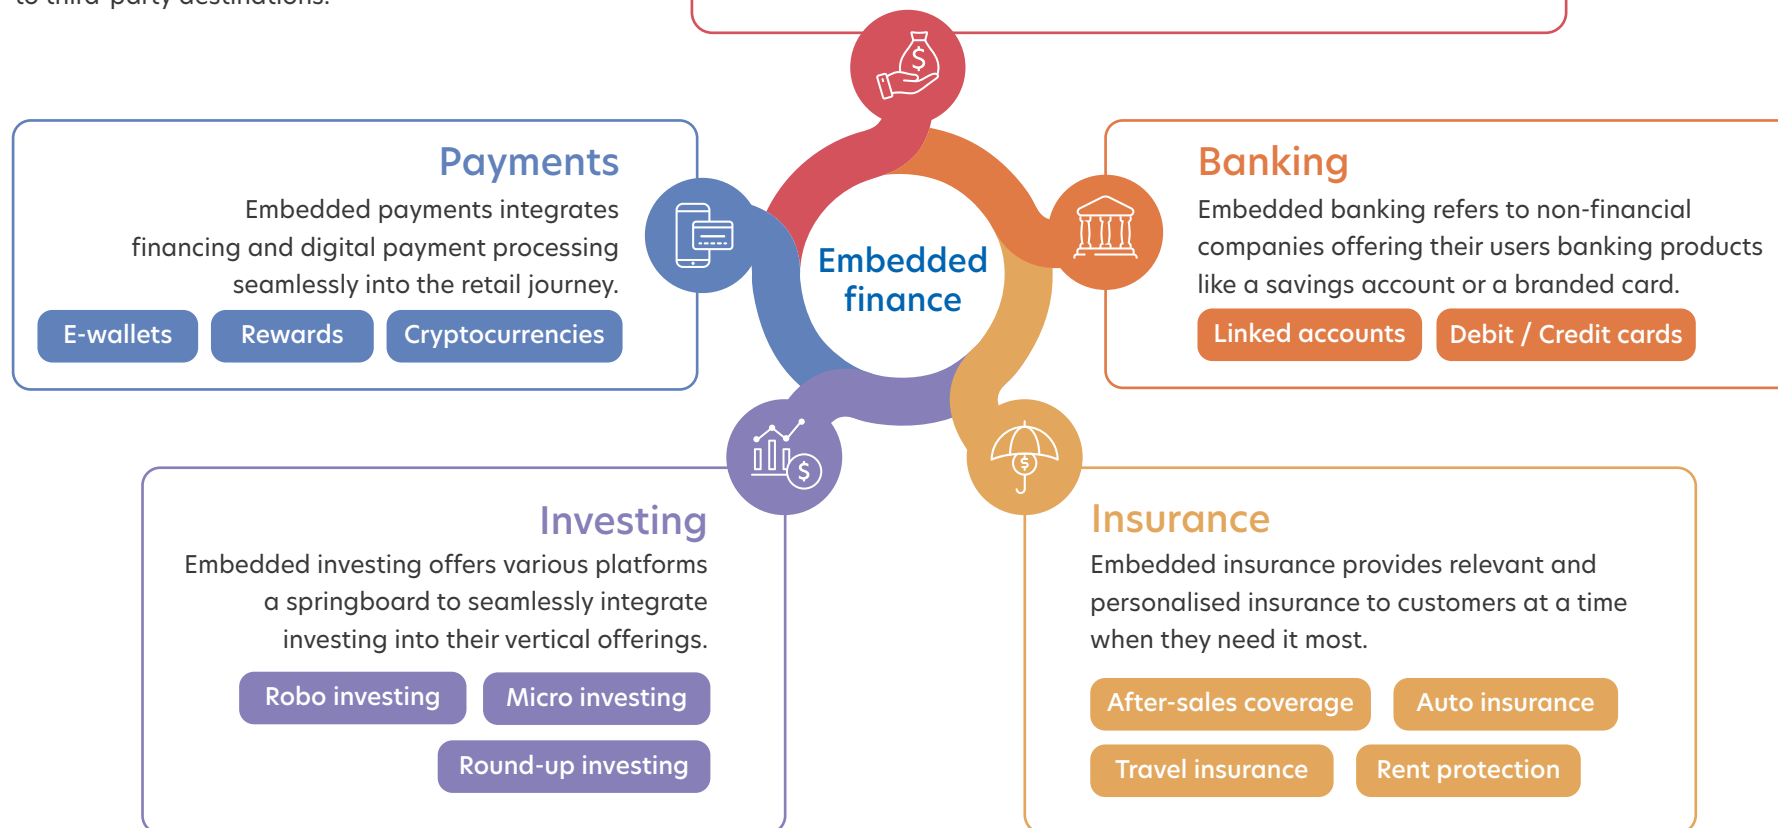 to third-party destinations.
Payments
Embedded payments integrates
financing and digital payment processing
seamlessly into the retail journey.
E-wallets
Rewards
Cryptocurrencies
Embedded
finance
Banking
Embedded banking refers to non-financial
companies offering their users banking products
like a savings account or a branded card.
Linked accounts
Debit / Credit cards
Investing
Embedded investing offers various platforms
a springboard to seamlessly integrate
investing into their vertical offerings.
Robo investing
Micro investing
Round-up investing
Insurance
Embedded insurance provides relevant and
personalised insurance to customers at a time
when they need it most.
After-sales coverage
Auto insurance
Travel insurance
Rent protection